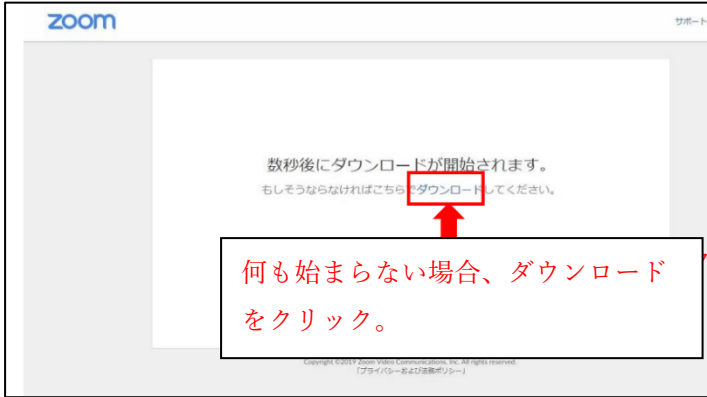 zoom
サポート
数秒後にダウンロードが開始されます。
もしそうならなければこちらでダウンロードしてください。
何も始まらない場合、ダウンロード
をクリック。
Copyright ©2019 Zoom Video Communications, Inc. All rights reserved.
「プライバシーおよび法務ポリシー」